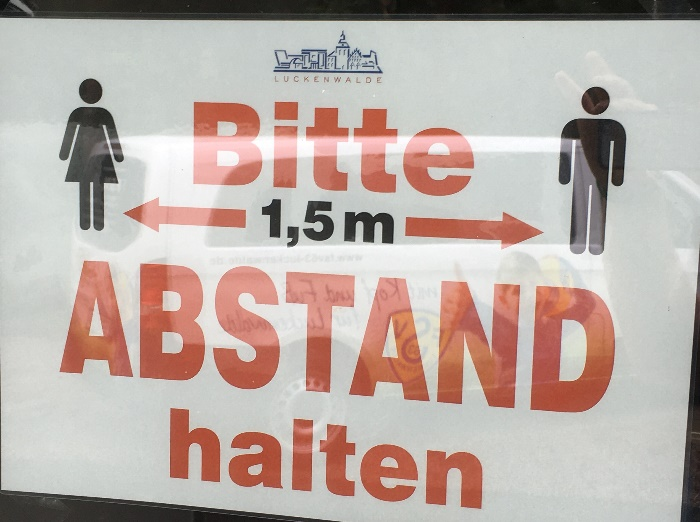 LUCKENWALDE
Bitte
1,5 m
ABSTAND
halten